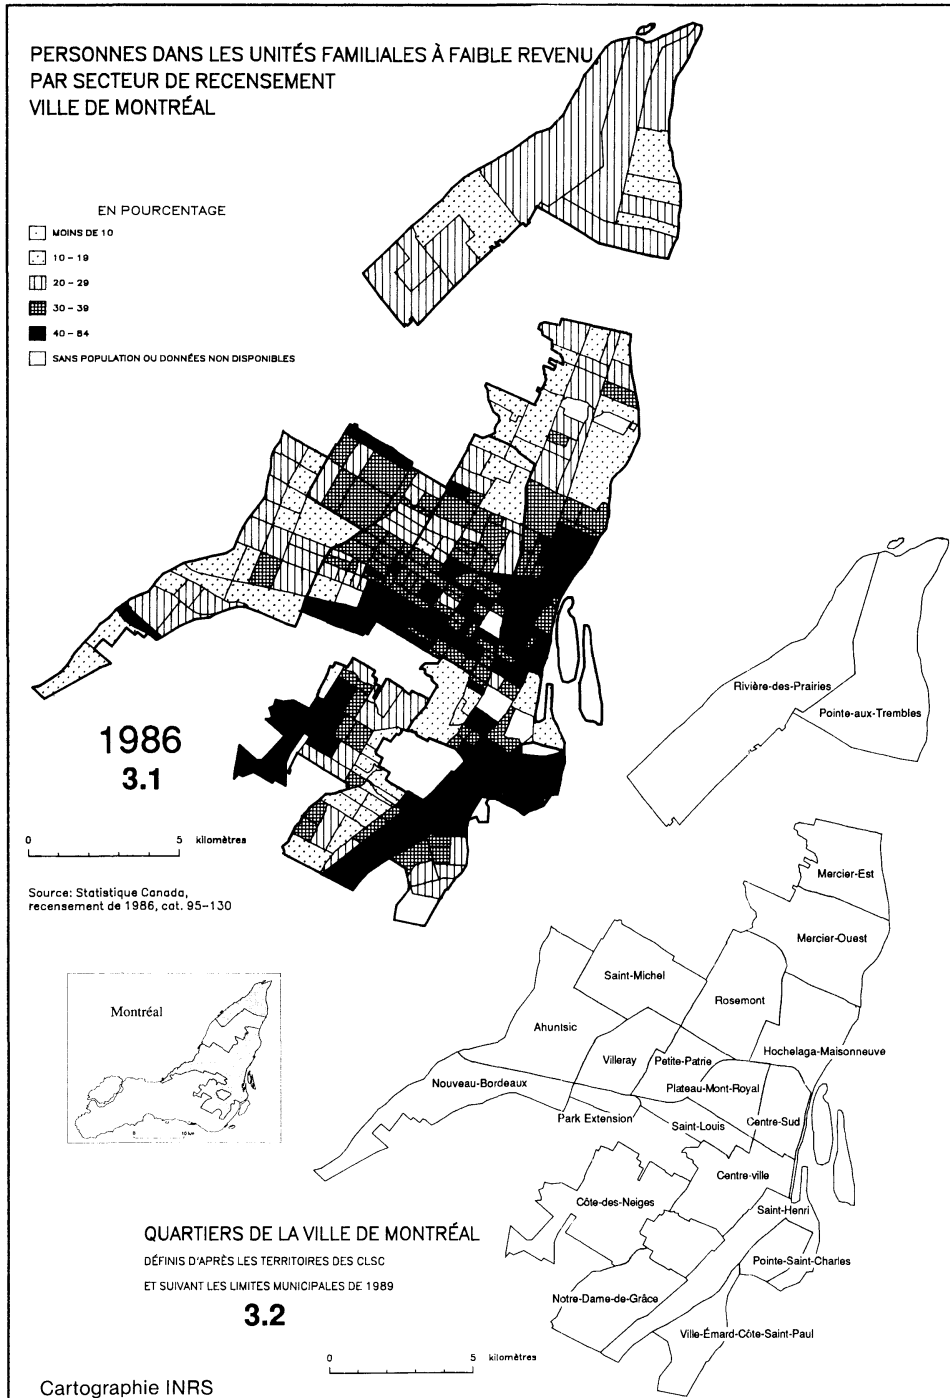 PERSONNES DANS LES UNITÉS FAMILIALES À FAIBLE REVENU
PAR SECTEUR DE RECENSEMENT
VILLE DE MONTRÉAL
EN POURCENTAGE
MOINS DE 10
10 – 19
20 – 29
30 – 39
40 – 84
SANS POPULATION OU DONNÉES NON DISPONIBLES
1986
3.1
0 5 kilomètres
Source: Statistique Canada,
recensement de 1986, cat. 95-130
Montréal
0 10 km
Rivière-des-Prairies
Pointe-aux-Trembles
Mercier-Est
Mercier-Ouest
Saint-Michel
Rosemont
Ahuntsic
Hochelaga-Maisonneuve
Villeray
Petite-Patrie
Nouveau-Bordeaux
Plateau-Mont-Royal
Park Extension
Saint-Louis
Centre-Sud
Centre-ville
Côte-des-Neiges
Saint-Henri
Pointe-Saint-Charles
Notre-Dame-de-Grâce
Ville-Émard-Côte-Saint-Paul
QUARTIERS DE LA VILLE DE MONTRÉAL
DÉFINIS D'APRÈS LES TERRITOIRES DES CLSC
ET SUIVANT LES LIMITES MUNICIPALES DE 1989
3.2
0 5 kilomètres
Cartographie INRS